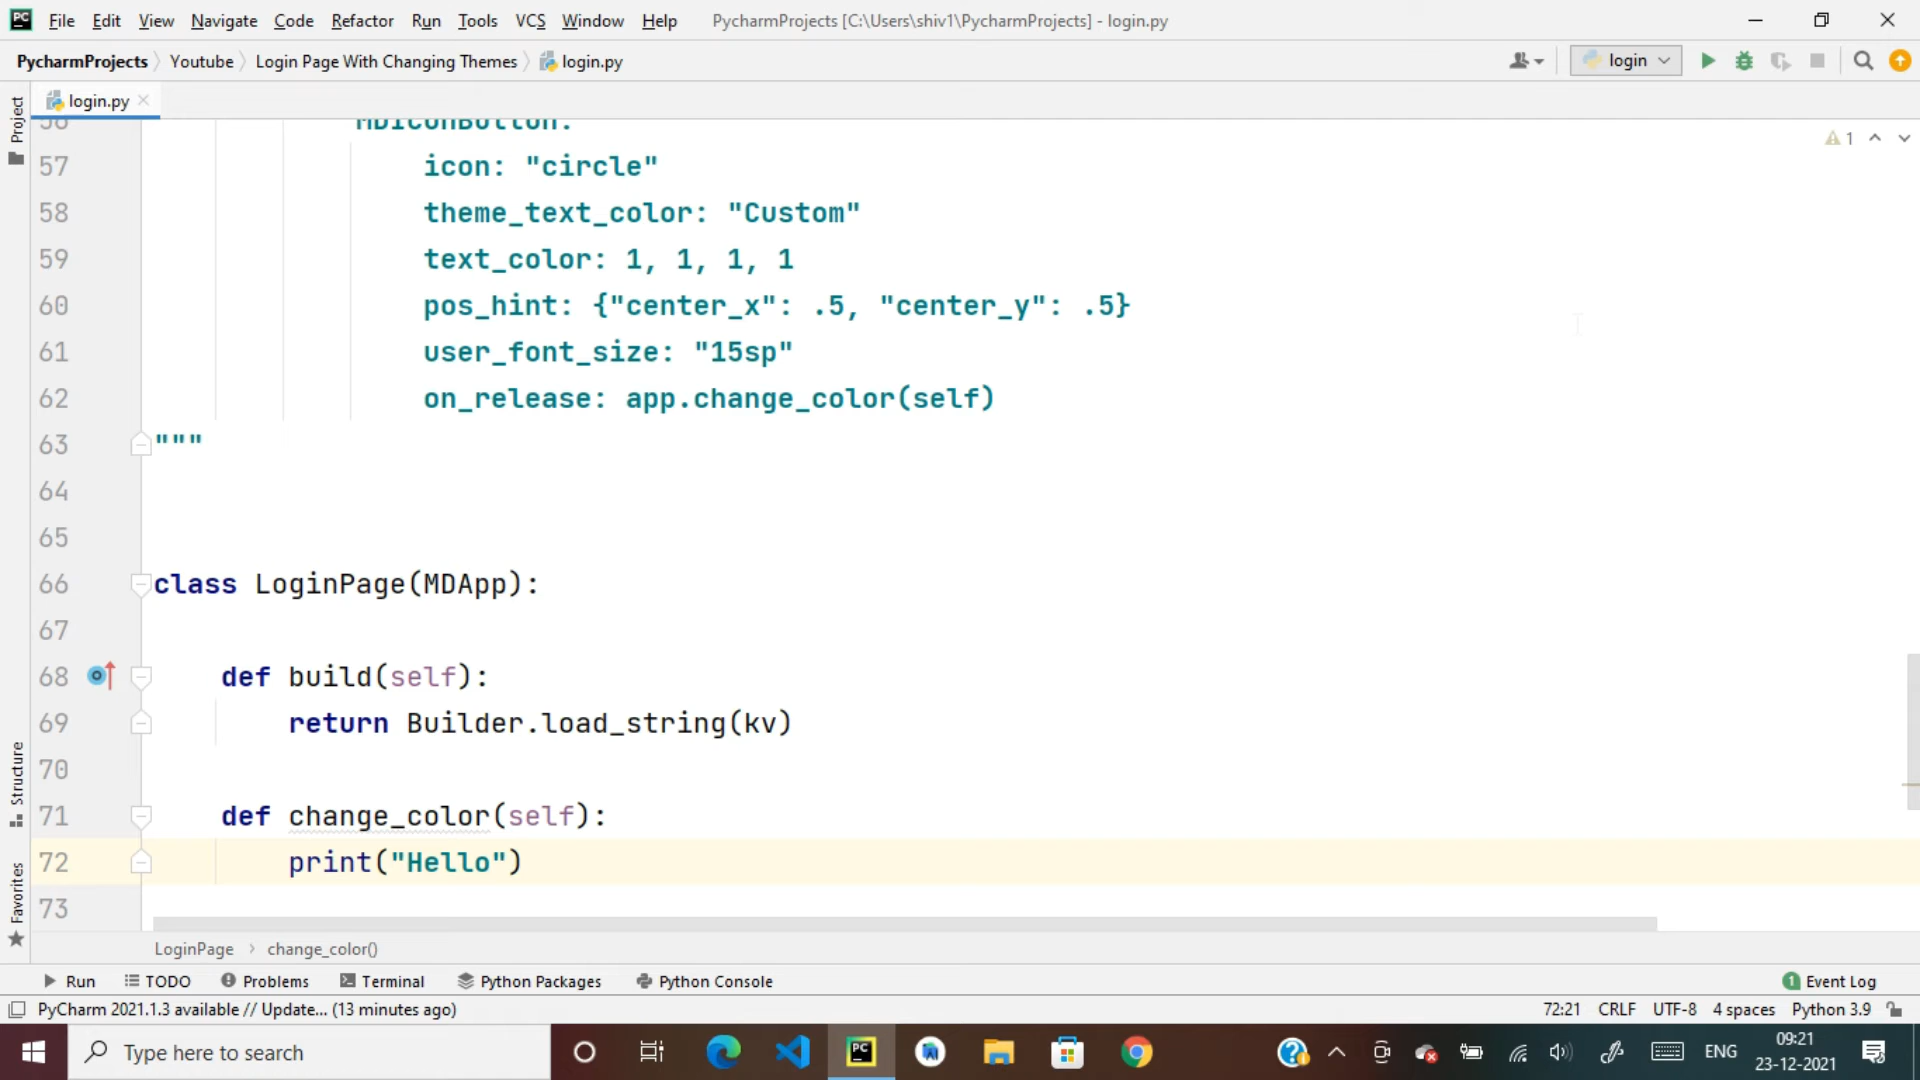 PC File Edit View Navigate Code Refactor Run Tools VCS Window Help PycharmProjects [C:\Users\shiv1\PycharmProjects] - login.py
PycharmProjects Youtube Login Page With Changing Themes login.py login
Project
login.py
56 MDIconButton:
1
57 icon: "circle"
58 theme_text_color: "Custom"
59 text_color: 1, 1, 1, 1
60 pos_hint: {"center_x": .5, "center_y": .5}
61 user_font_size: "15sp"
62 on_release: app.change_color(self)
63 """
64
65
66 class LoginPage(MDApp):
67
68 def build(self):
69 return Builder.load_string(kv)
70
71 def change_color(self):
72 print("Hello")
73
Structure
Favorites
LoginPage change_color()
Run TODO Problems Terminal Python Packages Python Console 1 Event Log
PyCharm 2021.1.3 available // Update... (13 minutes ago) 72:21 CRLF UTF-8 4 spaces Python 3.9
Type here to search PC ENG 09:21
23-12-2021